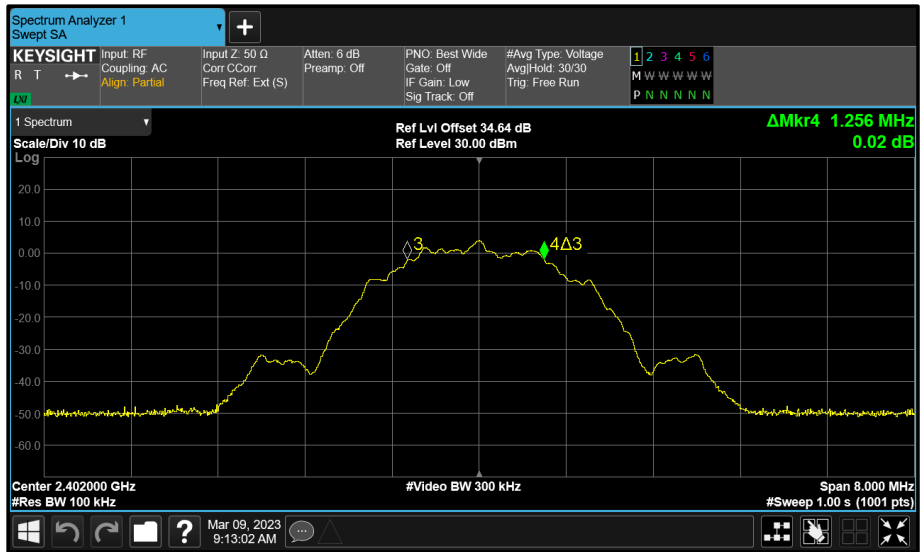 Spectrum Analyzer 1
Swept SA
+
KEYSIGHT
R T
LXI
Input: RF
Coupling: AC
Align: Partial
Input Z: 50 Ω
Corr CCorr
Freq Ref: Ext (S)
Atten: 6 dB
Preamp: Off
PNO: Best Wide
Gate: Off
IF Gain: Low
Sig Track: Off
#Avg Type: Voltage
Avg|Hold: 30/30
Trig: Free Run
1 2 3 4 5 6
M W W W W W
P N N N N N
1 Spectrum
Scale/Div 10 dB
Ref Lvl Offset 34.64 dB
Ref Level 30.00 dBm
ΔMkr4 1.256 MHz
0.02 dB
Log
20.0
10.0
0.00
-10.0
-20.0
-30.0
-40.0
-50.0
-60.0
3
4Δ3
Center 2.402000 GHz
#Res BW 100 kHz
#Video BW 300 kHz
Span 8.000 MHz
#Sweep 1.00 s (1001 pts)
?
Mar 09, 2023
9:13:02 AM